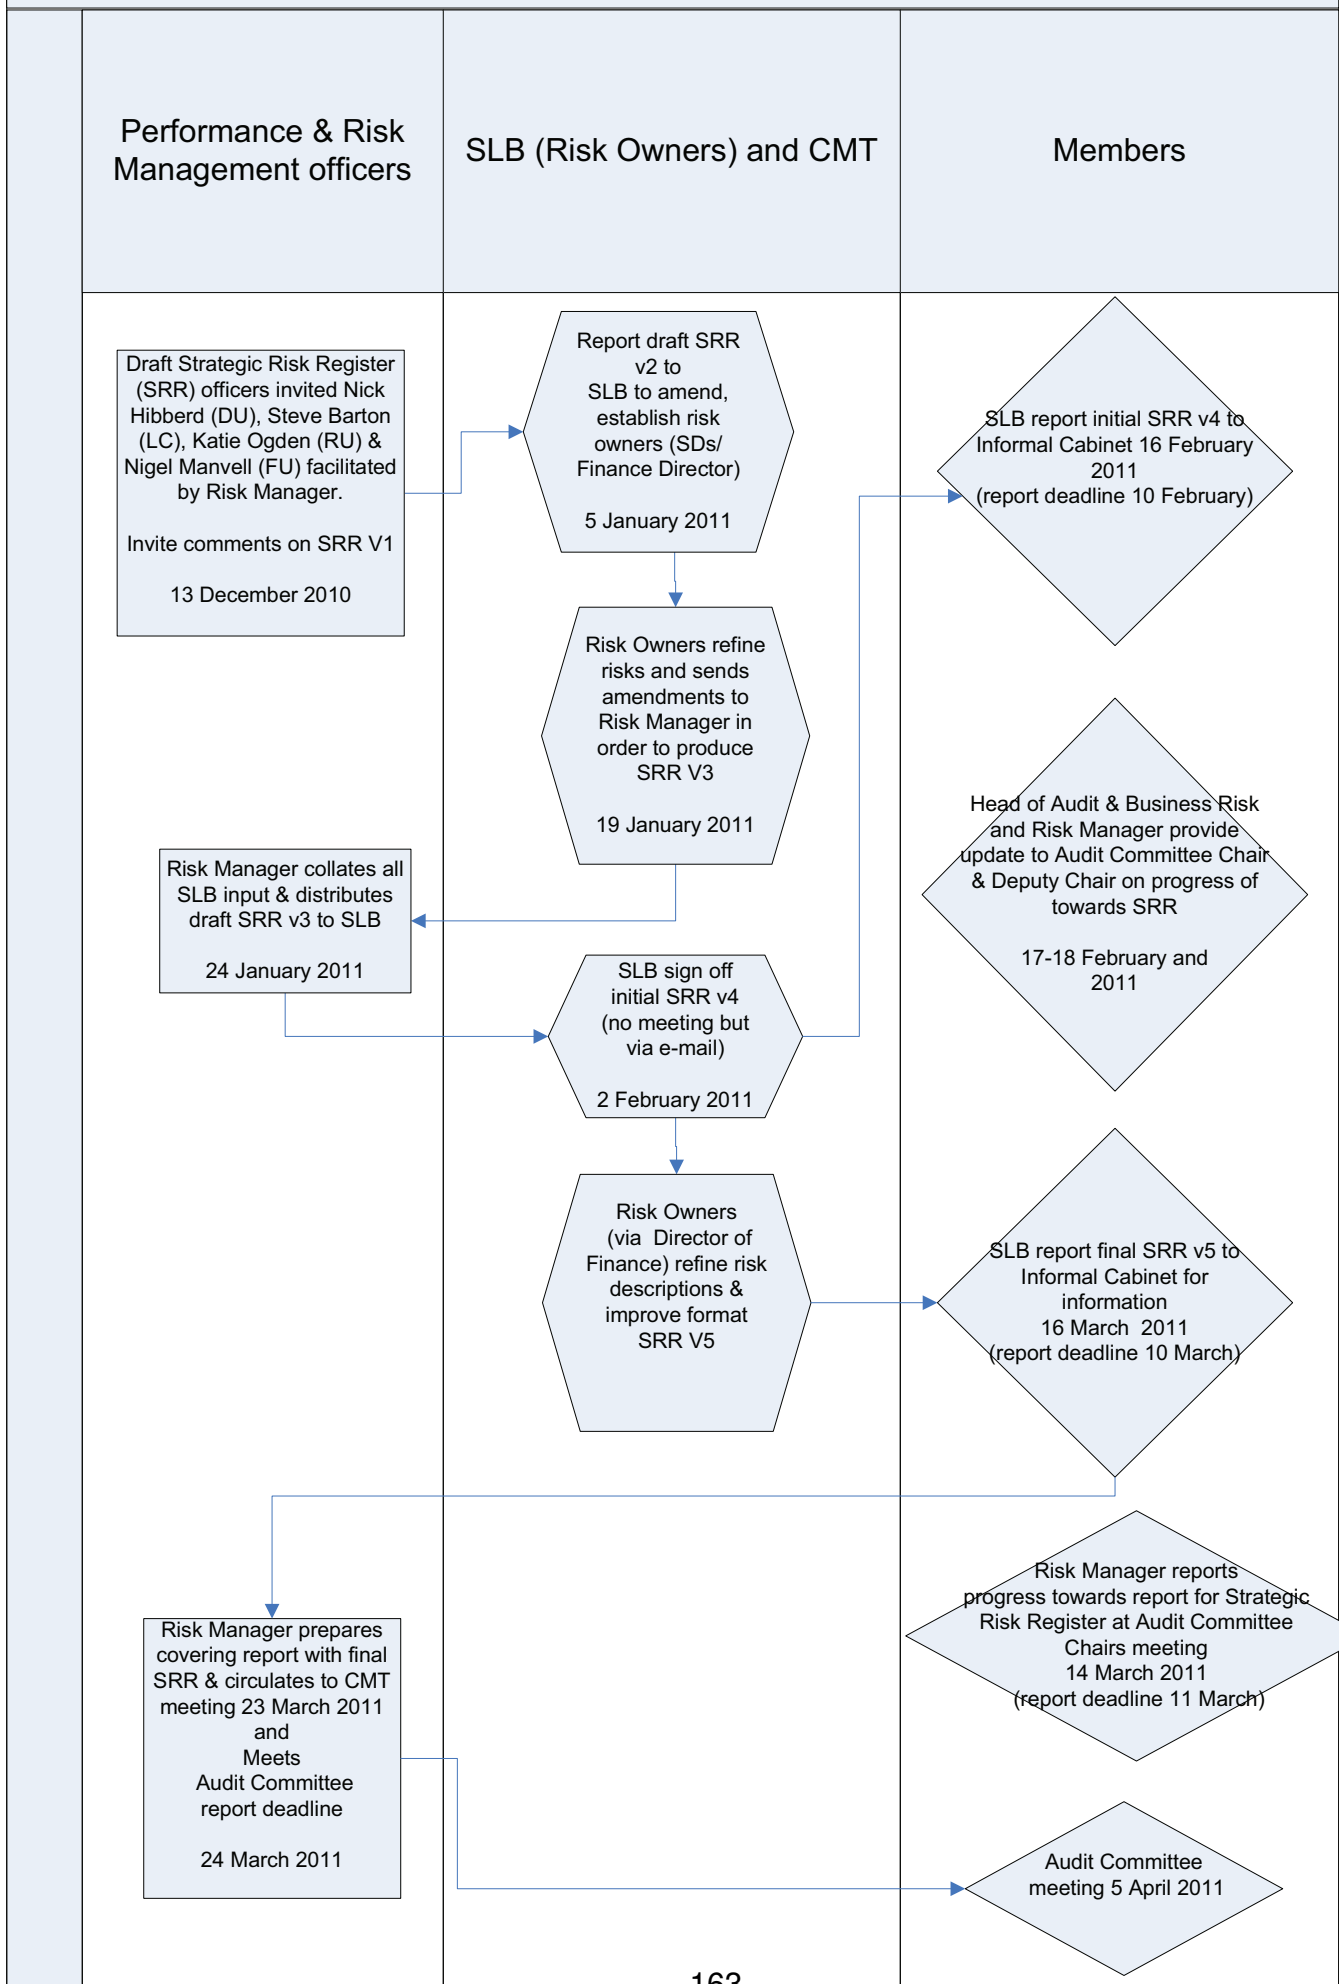 Performance & Risk
Management officers
SLB (Risk Owners) and CMT
Members
Draft Strategic Risk Register
(SRR) officers invited Nick
Hibberd (DU), Steve Barton
(LC), Katie Ogden (RU) &
Nigel Manvell (FU) facilitated
by Risk Manager.
Invite comments on SRR V1
13 December 2010
Report draft SRR
v2 to
SLB to amend,
establish risk
owners (SDs/
Finance Director)
5 January 2011
SLB report initial SRR v4 to
Informal Cabinet 16 February
2011
(report deadline 10 February)
Risk Owners refine
risks and sends
amendments to
Risk Manager in
order to produce
SRR V3
19 January 2011
Head of Audit & Business Risk
and Risk Manager provide
update to Audit Committee Chair
& Deputy Chair on progress of
towards SRR
17-18 February and
2011
Risk Manager collates all
SLB input & distributes
draft SRR v3 to SLB
24 January 2011
SLB sign off
initial SRR v4
(no meeting but
via e-mail)
2 February 2011
Risk Owners
(via  Director of
Finance) refine risk
descriptions &
improve format
SRR V5
SLB report final SRR v5 to
Informal Cabinet for
information
16 March  2011
(report deadline 10 March)
Risk Manager reports
progress towards report for Strategic
Risk Register at Audit Committee
Chairs meeting
14 March 2011
(report deadline 11 March)
Risk Manager prepares
covering report with final
SRR & circulates to CMT
meeting 23 March 2011
and
Meets
Audit Committee
report deadline
24 March 2011
Audit Committee
meeting 5 April 2011
163